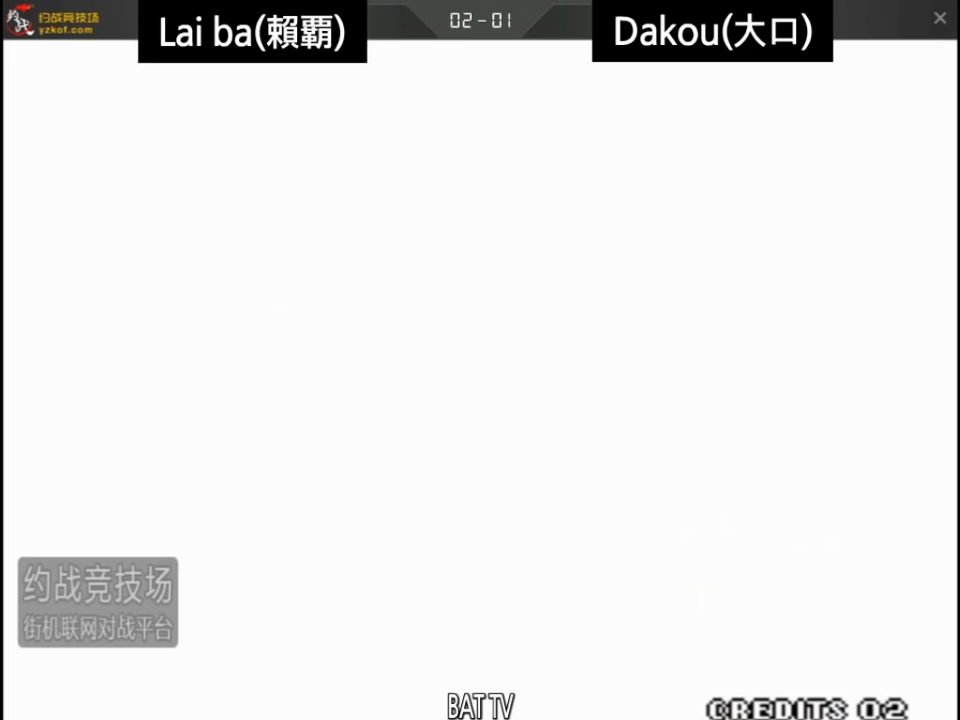 约战竞技场
yzkof.com
Lai ba(賴霸)
02-01
Dakou(大口)
约战竞技场
街机联网对战平台
BAT TV
CREDITS 02